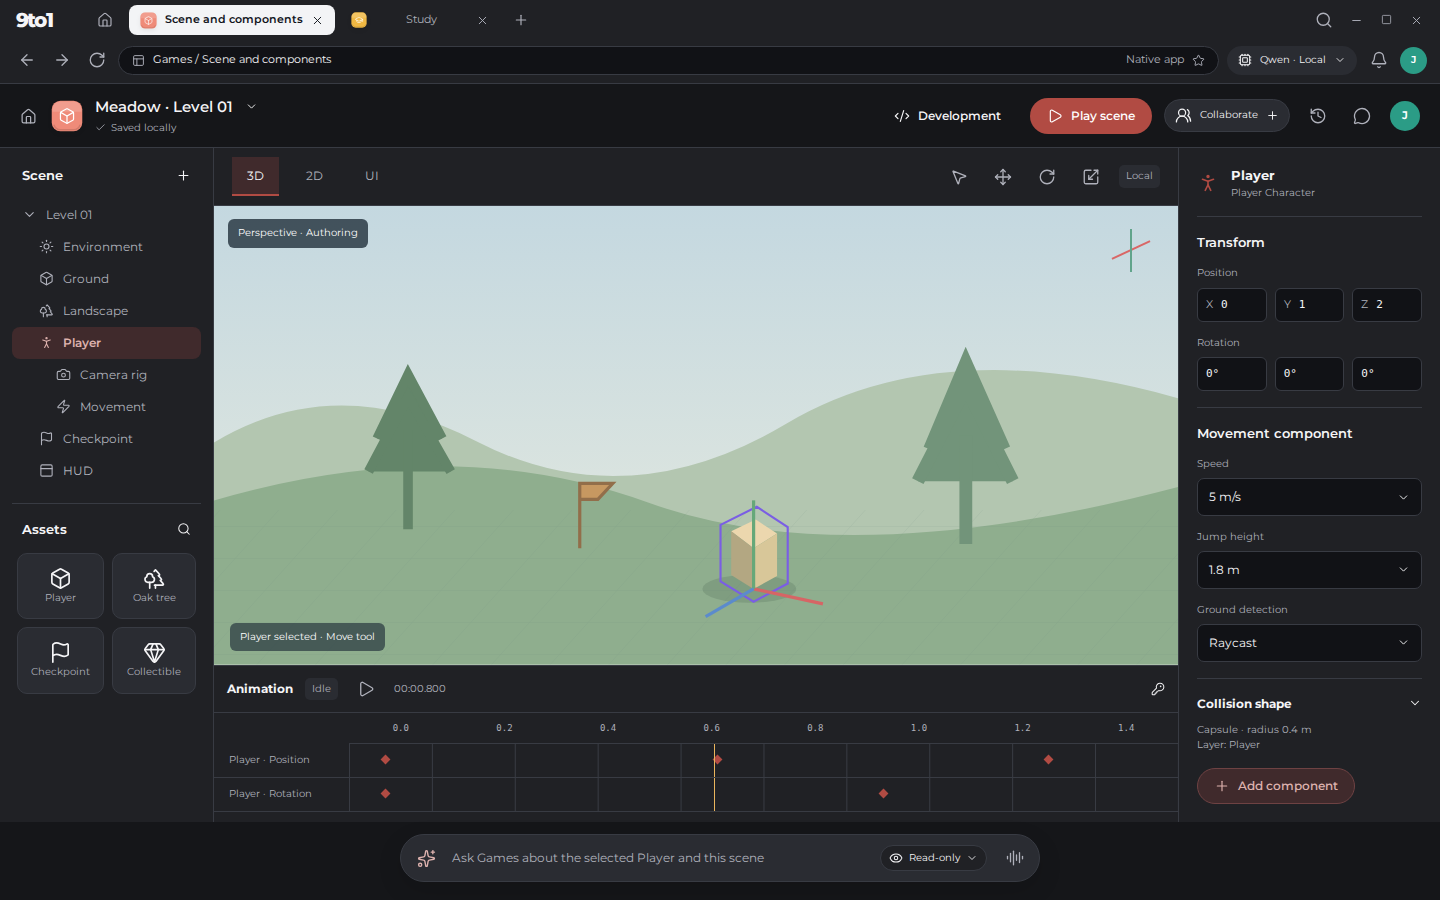 9to1
Scene and components
Study
Games / Scene and components
Native app
Qwen · Local
J
Meadow · Level 01
Saved locally
Development
Play scene
Collaborate
J
Scene
Level 01
Environment
Ground
Landscape
Player
Camera rig
Movement
Checkpoint
HUD
Assets
Player
Oak tree
Checkpoint
Collectible
3D
2D
UI
Local
Perspective · Authoring
Player selected · Move tool
Animation
Idle
00:00.800
0.0
0.2
0.4
0.6
0.8
1.0
1.2
1.4
Player · Position
Player · Rotation
Player
Player Character
Transform
Position
X 0
Y 1
Z 2
Rotation
0°
0°
0°
Movement component
Speed
5 m/s
Jump height
1.8 m
Ground detection
Raycast
Collision shape
Capsule · radius 0.4 m
Layer: Player
Add component
Ask Games about the selected Player and this scene
Read-only